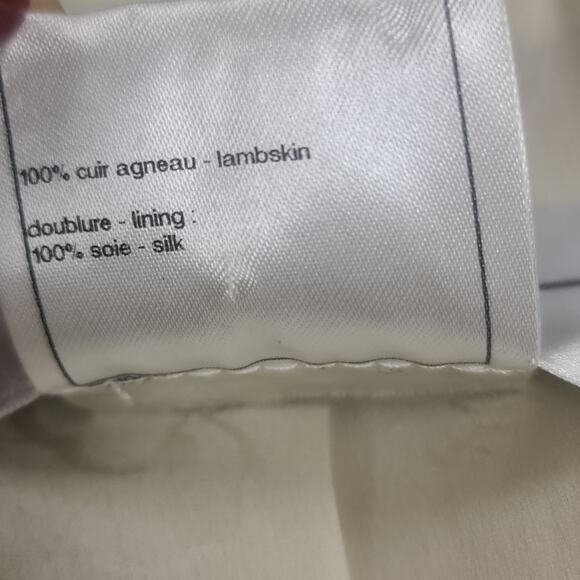 100% cuir agneau - lambskin
doublure - lining :
100% soie - silk